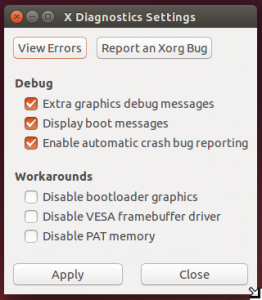 X Diagnostics Settings
View Errors Report an Xorg Bug
Debug
Extra graphics debug messages
Display boot messages
Enable automatic crash bug reporting
Workarounds
Disable bootloader graphics
Disable VESA framebuffer driver
Disable PAT memory
Apply Close